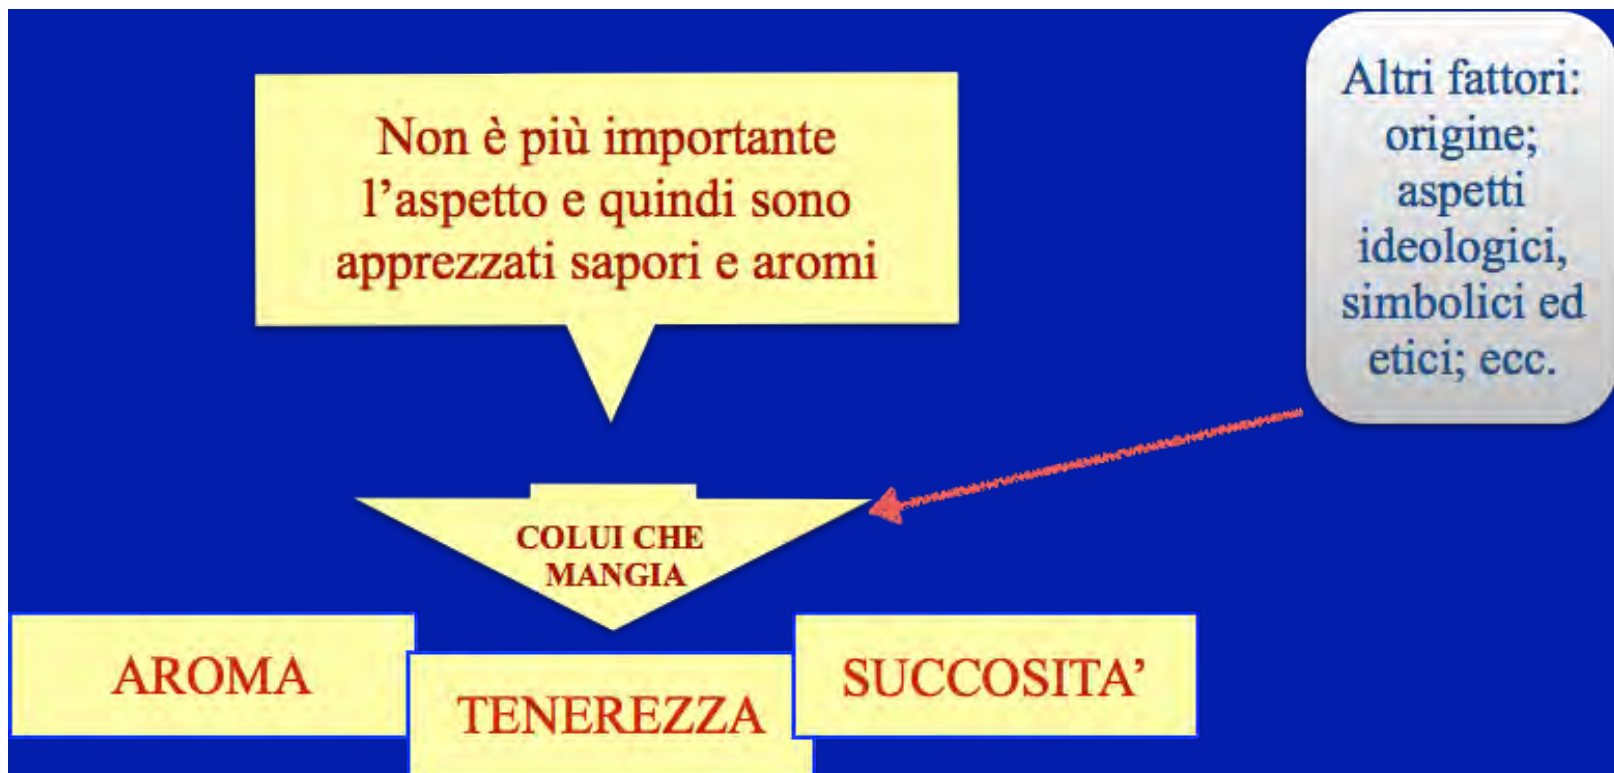 Non è più importante
l'aspetto e quindi sono
apprezzati sapori e aromi
Altri fattori:
origine;
aspetti
ideologici,
simbolici ed
etici; ecc.
COLUI CHE
MANGIA
AROMA
TENEREZZA
SUCCOSITA'